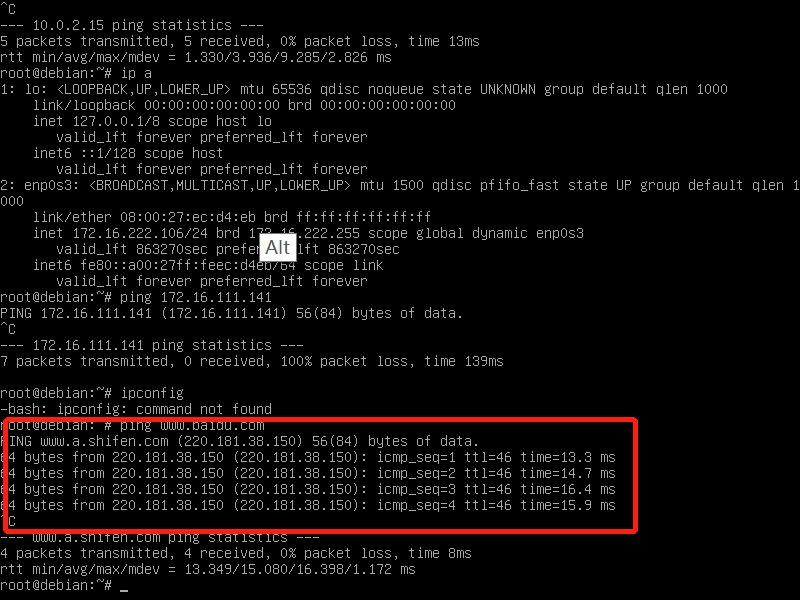 ^C
--- 10.0.2.15 ping statistics ---
5 packets transmitted, 5 received, 0% packet loss, time 13ms
rtt min/avg/max/mdev = 1.330/3.936/9.285/2.826 ms
root@debian:~# ip a
1: lo: <LOOPBACK,UP,LOWER_UP> mtu 65536 qdisc noqueue state UNKNOWN group default qlen 1000
    link/loopback 00:00:00:00:00:00 brd 00:00:00:00:00:00
    inet 127.0.0.1/8 scope host lo
       valid_lft forever preferred_lft forever
    inet6 ::1/128 scope host
       valid_lft forever preferred_lft forever
2: enp0s3: <BROADCAST,MULTICAST,UP,LOWER_UP> mtu 1500 qdisc pfifo_fast state UP group default qlen 1
000
    link/ether 08:00:27:ec:d4:eb brd ff:ff:ff:ff:ff:ff
    inet 172.16.222.106/24 brd 172.16.222.255 scope global dynamic enp0s3
       valid_lft 863270sec prefe lft 863270sec
Alt
    inet6 fe80::a00:27ff:feec:d4eb/64 scope link
       valid_lft forever preferred_lft forever
root@debian:~# ping 172.16.111.141
PING 172.16.111.141 (172.16.111.141) 56(84) bytes of data.
^C
--- 172.16.111.141 ping statistics ---
7 packets transmitted, 0 received, 100% packet loss, time 139ms
root@debian:~# ipconfig
-bash: ipconfig: command not found
root@debian:~# ping www.baidu.com
PING www.a.shifen.com (220.181.38.150) 56(84) bytes of data.
64 bytes from 220.181.38.150 (220.181.38.150): icmp_seq=1 ttl=46 time=13.3 ms
64 bytes from 220.181.38.150 (220.181.38.150): icmp_seq=2 ttl=46 time=14.7 ms
64 bytes from 220.181.38.150 (220.181.38.150): icmp_seq=3 ttl=46 time=16.4 ms
64 bytes from 220.181.38.150 (220.181.38.150): icmp_seq=4 ttl=46 time=15.9 ms
^C
--- www.a.shifen.com ping statistics ---
4 packets transmitted, 4 received, 0% packet loss, time 8ms
rtt min/avg/max/mdev = 13.349/15.080/16.398/1.172 ms
root@debian:~# _